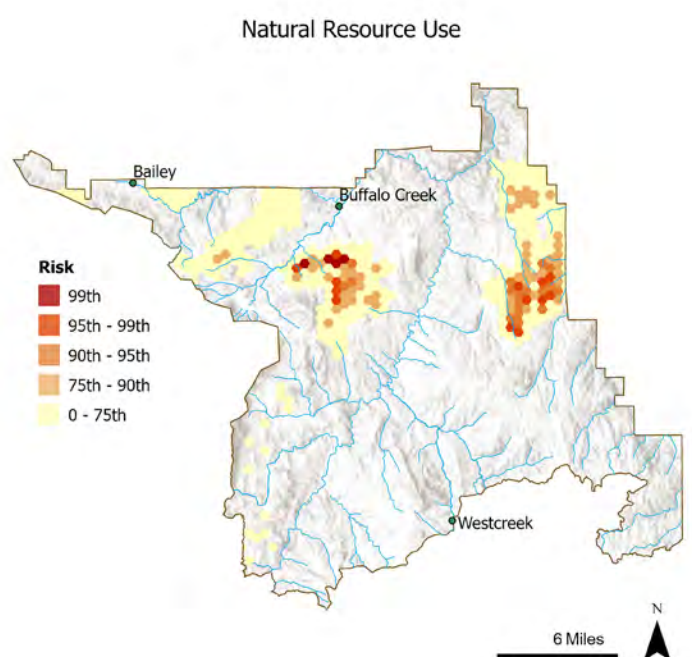 Natural Resource Use
Bailey
Buffalo Creek
Risk
99th
95th - 99th
90th - 95th
75th - 90th
0 - 75th
Westcreek
N
6 Miles